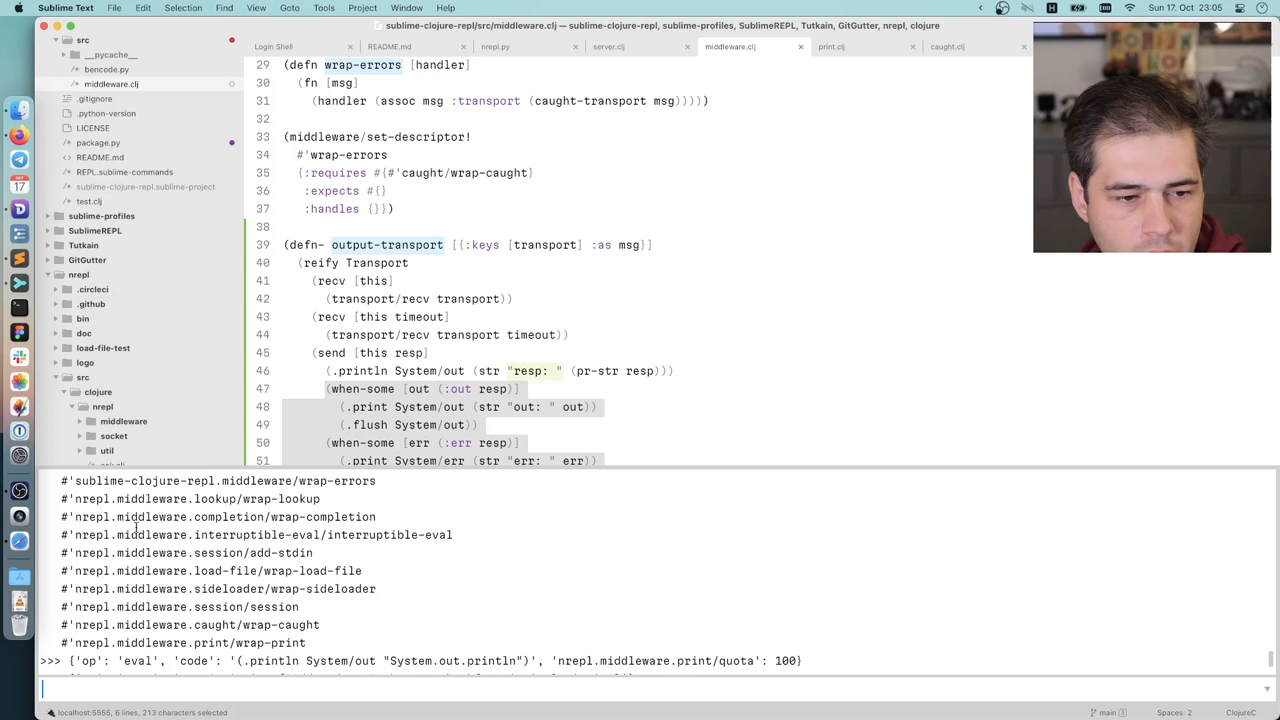 Sublime Text File Edit Selection Find View Goto Tools Project Window Help Sun 17. Oct 23:05
sublime-clojure-repl/src/middleware.clj — sublime-clojure-repl, sublime-profiles, SublimeREPL, Tutkain, GitGutter, nrepl, clojure
Login Shell README.md nrepl.py server.clj middleware.clj print.clj caught.clj
src
__pycache__
bencode.py
middleware.clj
.gitignore
.python-version
LICENSE
package.py
README.md
REPL.sublime-commands
sublime-clojure-repl.sublime-project
test.clj
sublime-profiles
SublimeREPL
Tutkain
GitGutter
nrepl
.circleci
.github
bin
doc
load-file-test
logo
src
clojure
nrepl
middleware
socket
util
29 (defn wrap-errors [handler]
30 (fn [msg]
31 (handler (assoc msg :transport (caught-transport msg)))))
32
33 (middleware/set-descriptor!
34 #'wrap-errors
35 {:requires #{#'caught/wrap-caught}
36 :expects #{}
37 :handles {}})
38
39 (defn- output-transport [{:keys [transport] :as msg}]
40 (reify Transport
41 (recv [this]
42 (transport/recv transport))
43 (recv [this timeout]
44 (transport/recv transport timeout))
45 (send [this resp]
46 (.println System/out (str "resp: " (pr-str resp)))
47 (when-some [out (:out resp)]
48 (.print System/out (str "out: " out))
49 (.flush System/out))
50 (when-some [err (:err resp)]
51 (.print System/err (str "err: " err))
#'sublime-clojure-repl.middleware/wrap-errors
#'nrepl.middleware.lookup/wrap-lookup
#'nrepl.middleware.completion/wrap-completion
#'nrepl.middleware.interruptible-eval/interruptible-eval
#'nrepl.middleware.session/add-stdin
#'nrepl.middleware.load-file/wrap-load-file
#'nrepl.middleware.sideloader/wrap-sideloader
#'nrepl.middleware.session/session
#'nrepl.middleware.caught/wrap-caught
#'nrepl.middleware.print/wrap-print
>>> {'op': 'eval', 'code': '(.println System/out "System.out.println")', 'nrepl.middleware.print/quota': 100}
localhost:5555, 6 lines, 213 characters selected main 3 Spaces: 2 ClojureC